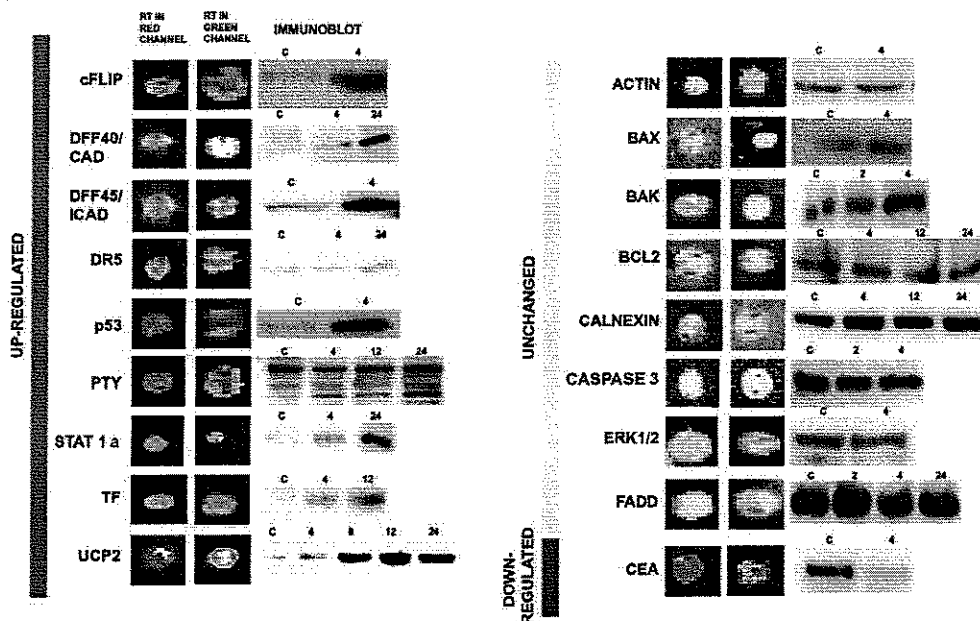 RT IN RED CHANNEL
RT IN GREEN CHANNEL
IMMUNOBLOT
UP-REGULATED
cFLIP
C 4
DFF40/
CAD
C 4 24
DFF45/
ICAD
C 4
DR5
C 4 24
p53
C 4
PTY
C 4 12 24
STAT 1 à
C 4 24
TF
C 4 12
UCP2
C 4 8 12 24
UNCHANGED
ACTIN
C 4
BAX
C 4
BAK
C 2 4
BCL2
C 4 12 24
CALNEXIN
C 4 12 24
CASPASE 3
C 2 4
ERK1/2
C 4
FADD
C 2 4 24
DOWN-
REGULATED
CEA
C 4